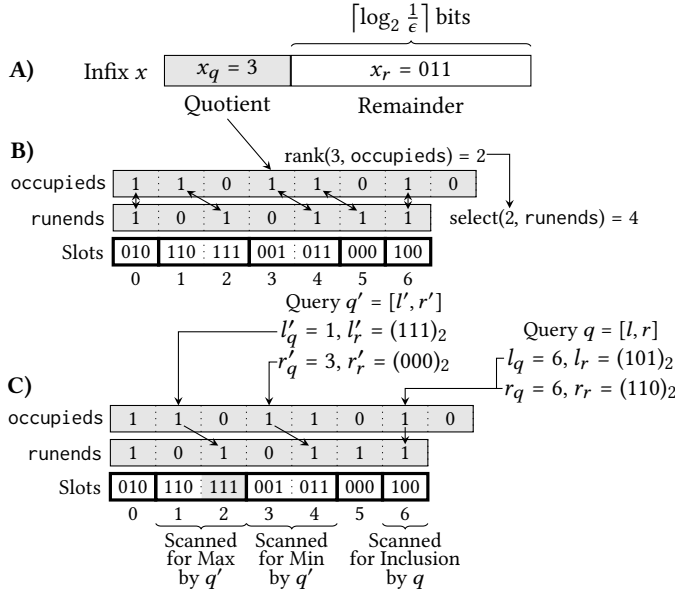 ⌈log₂ 1/ϵ⌉ bits
A) Infix x x_q = 3 x_r = 011
Quotient Remainder
B)
rank(3, occupieds) = 2
occupieds 1 1 0 1 1 0 1 0
runends 1 0 1 0 1 1 1
select(2, runends) = 4
Slots 010 110 111 001 011 000 100
0 1 2 3 4 5 6
Query q′ = [l′, r′]
l′_q = 1, l′_r = (111)₂
r′_q = 3, r′_r = (000)₂
Query q = [l, r]
l_q = 6, l_r = (101)₂
r_q = 6, r_r = (110)₂
C)
occupieds 1 1 0 1 1 0 1 0
runends 1 0 1 0 1 1 1
Slots 010 110 111 001 011 000 100
0 1 2 3 4 5 6
Scanned for Max by q′
Scanned for Min by q′
Scanned for Inclusion by q